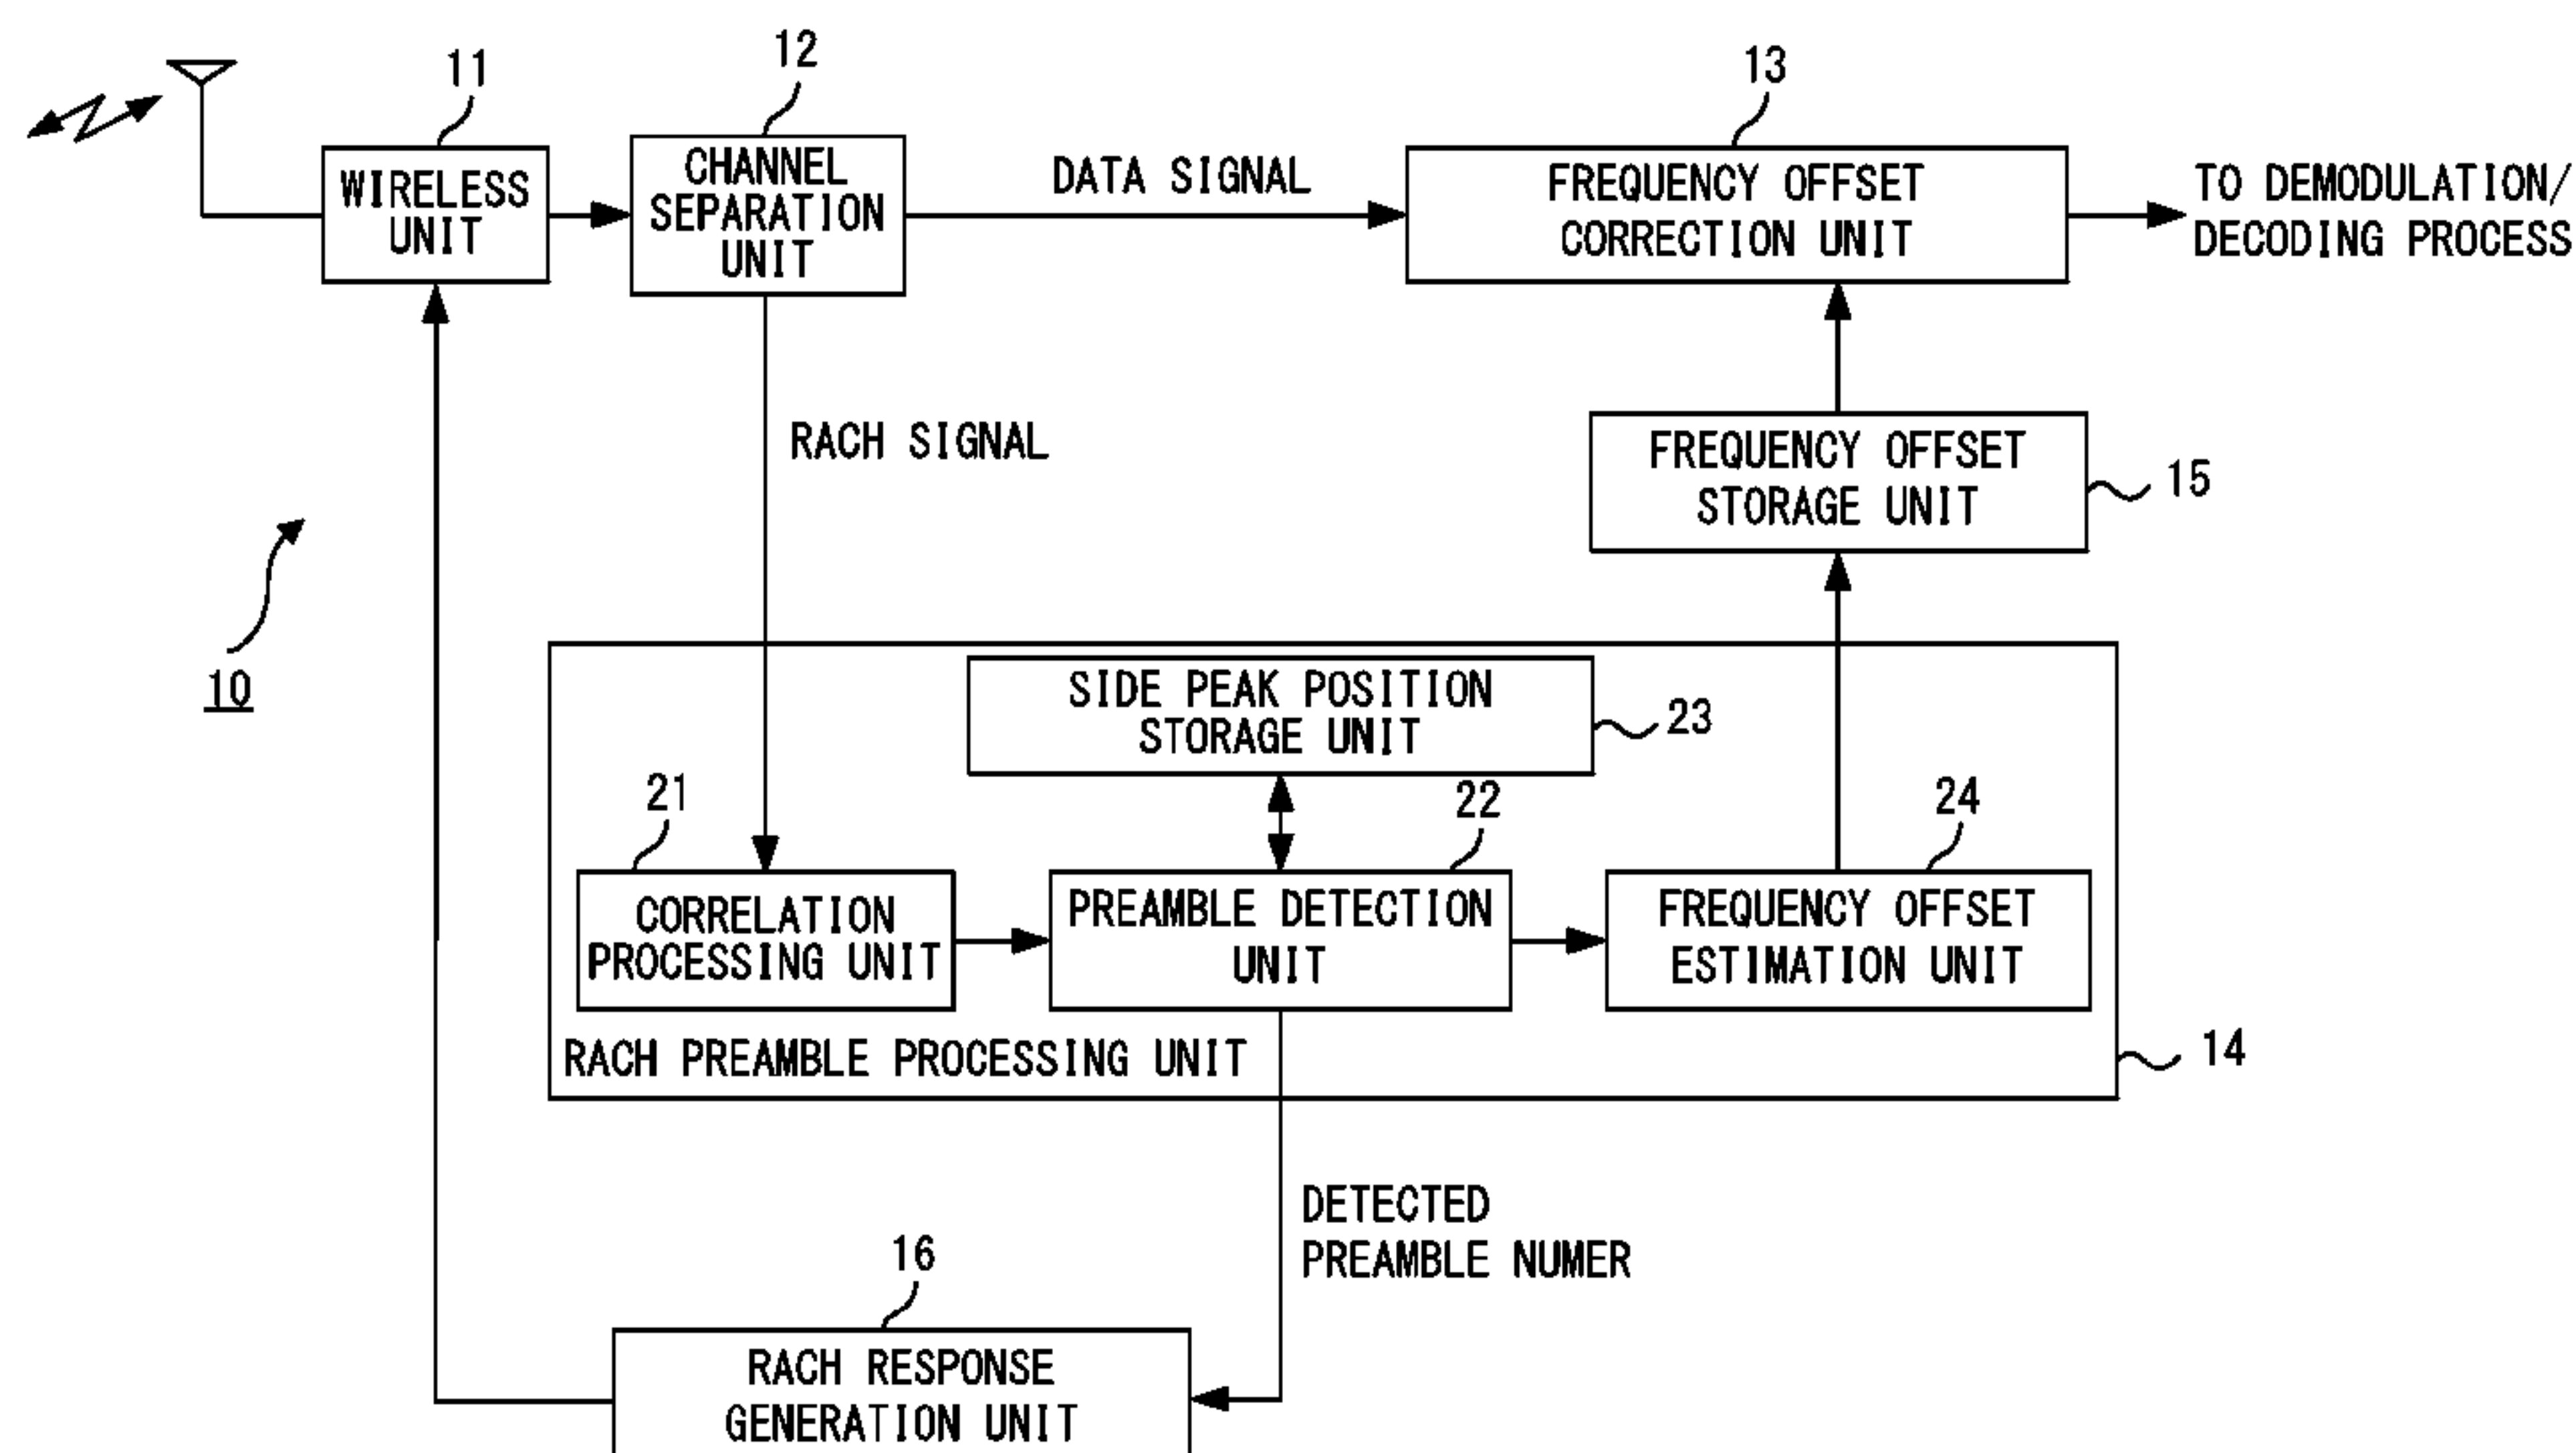 11
12
13
WIRELESS
UNIT
CHANNEL
SEPARATION
UNIT
DATA SIGNAL
FREQUENCY OFFSET
CORRECTION UNIT
TO DEMODULATION/
DECODING PROCESS
RACH SIGNAL
FREQUENCY OFFSET
STORAGE UNIT
15
10
SIDE PEAK POSITION
STORAGE UNIT
23
21
22
24
CORRELATION
PROCESSING UNIT
PREAMBLE DETECTION
UNIT
FREQUENCY OFFSET
ESTIMATION UNIT
RACH PREAMBLE PROCESSING UNIT
14
DETECTED
PREAMBLE NUMER
16
RACH RESPONSE
GENERATION UNIT